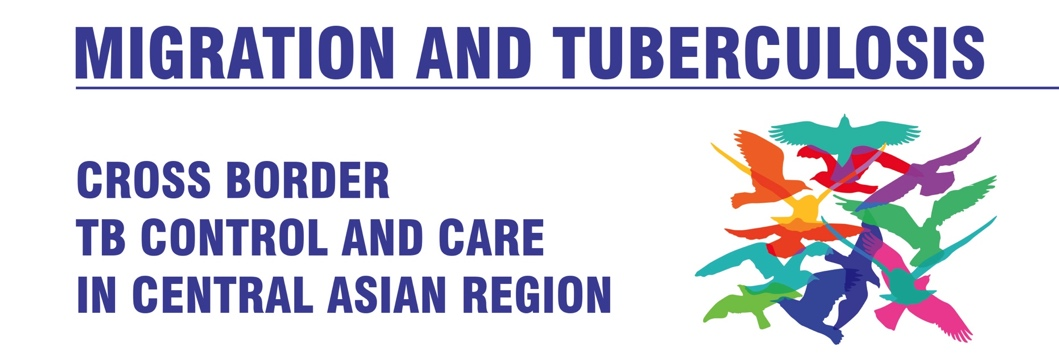 MIGRATION AND TUBERCULOSIS
CROSS BORDER
TB CONTROL AND CARE
IN CENTRAL ASIAN REGION